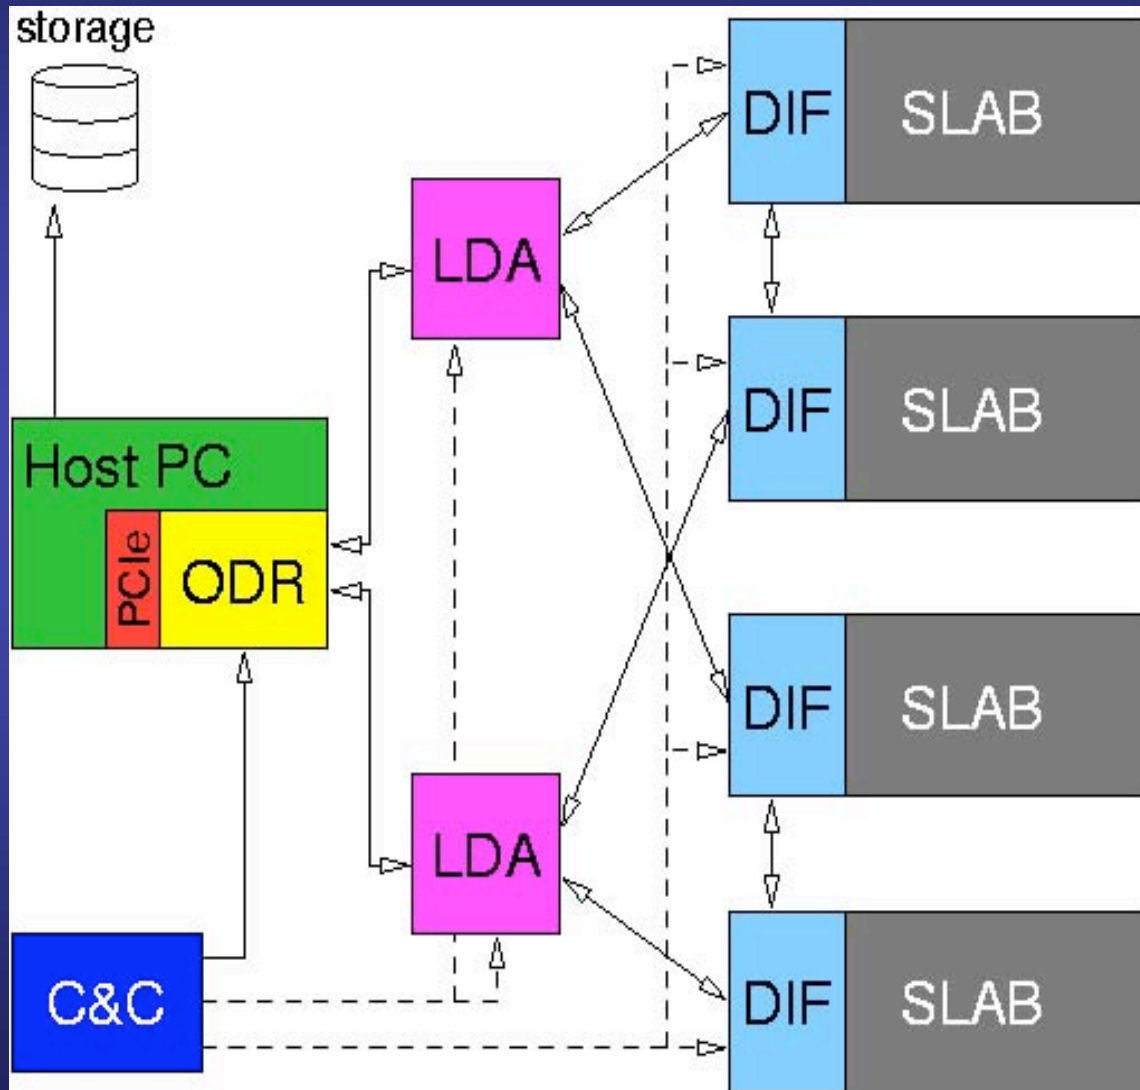 storage
DIF SLAB
LDA
DIF SLAB
Host PC
PCIe
ODR
DIF SLAB
LDA
DIF SLAB
C&C